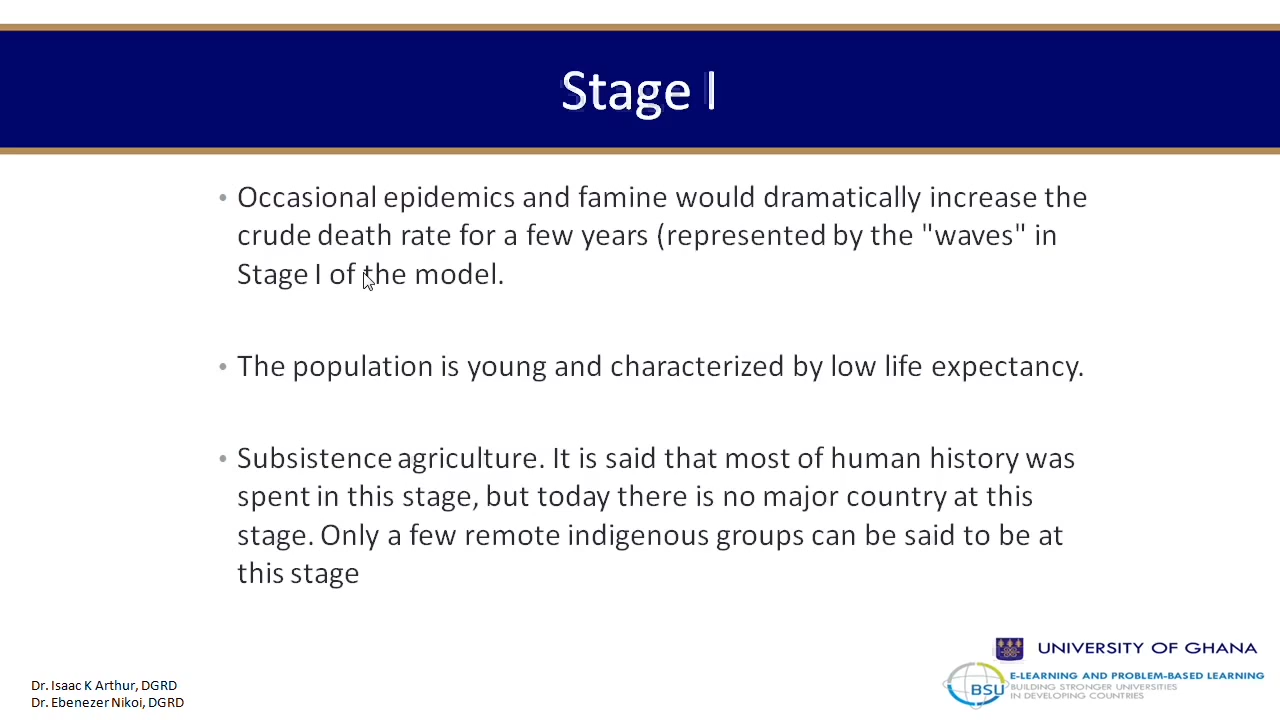 Stage I
• Occasional epidemics and famine would dramatically increase the
crude death rate for a few years (represented by the "waves" in
Stage I of the model.
• The population is young and characterized by low life expectancy.
• Subsistence agriculture. It is said that most of human history was
spent in this stage, but today there is no major country at this
stage. Only a few remote indigenous groups can be said to be at
this stage
UNIVERSITY OF GHANA
BSU
E-LEARNING AND PROBLEM-BASED LEARNING
BUILDING STRONGER UNIVERSITIES
IN DEVELOPING COUNTRIES
Dr. Isaac K Arthur, DGRD
Dr. Ebenezer Nikoi, DGRD